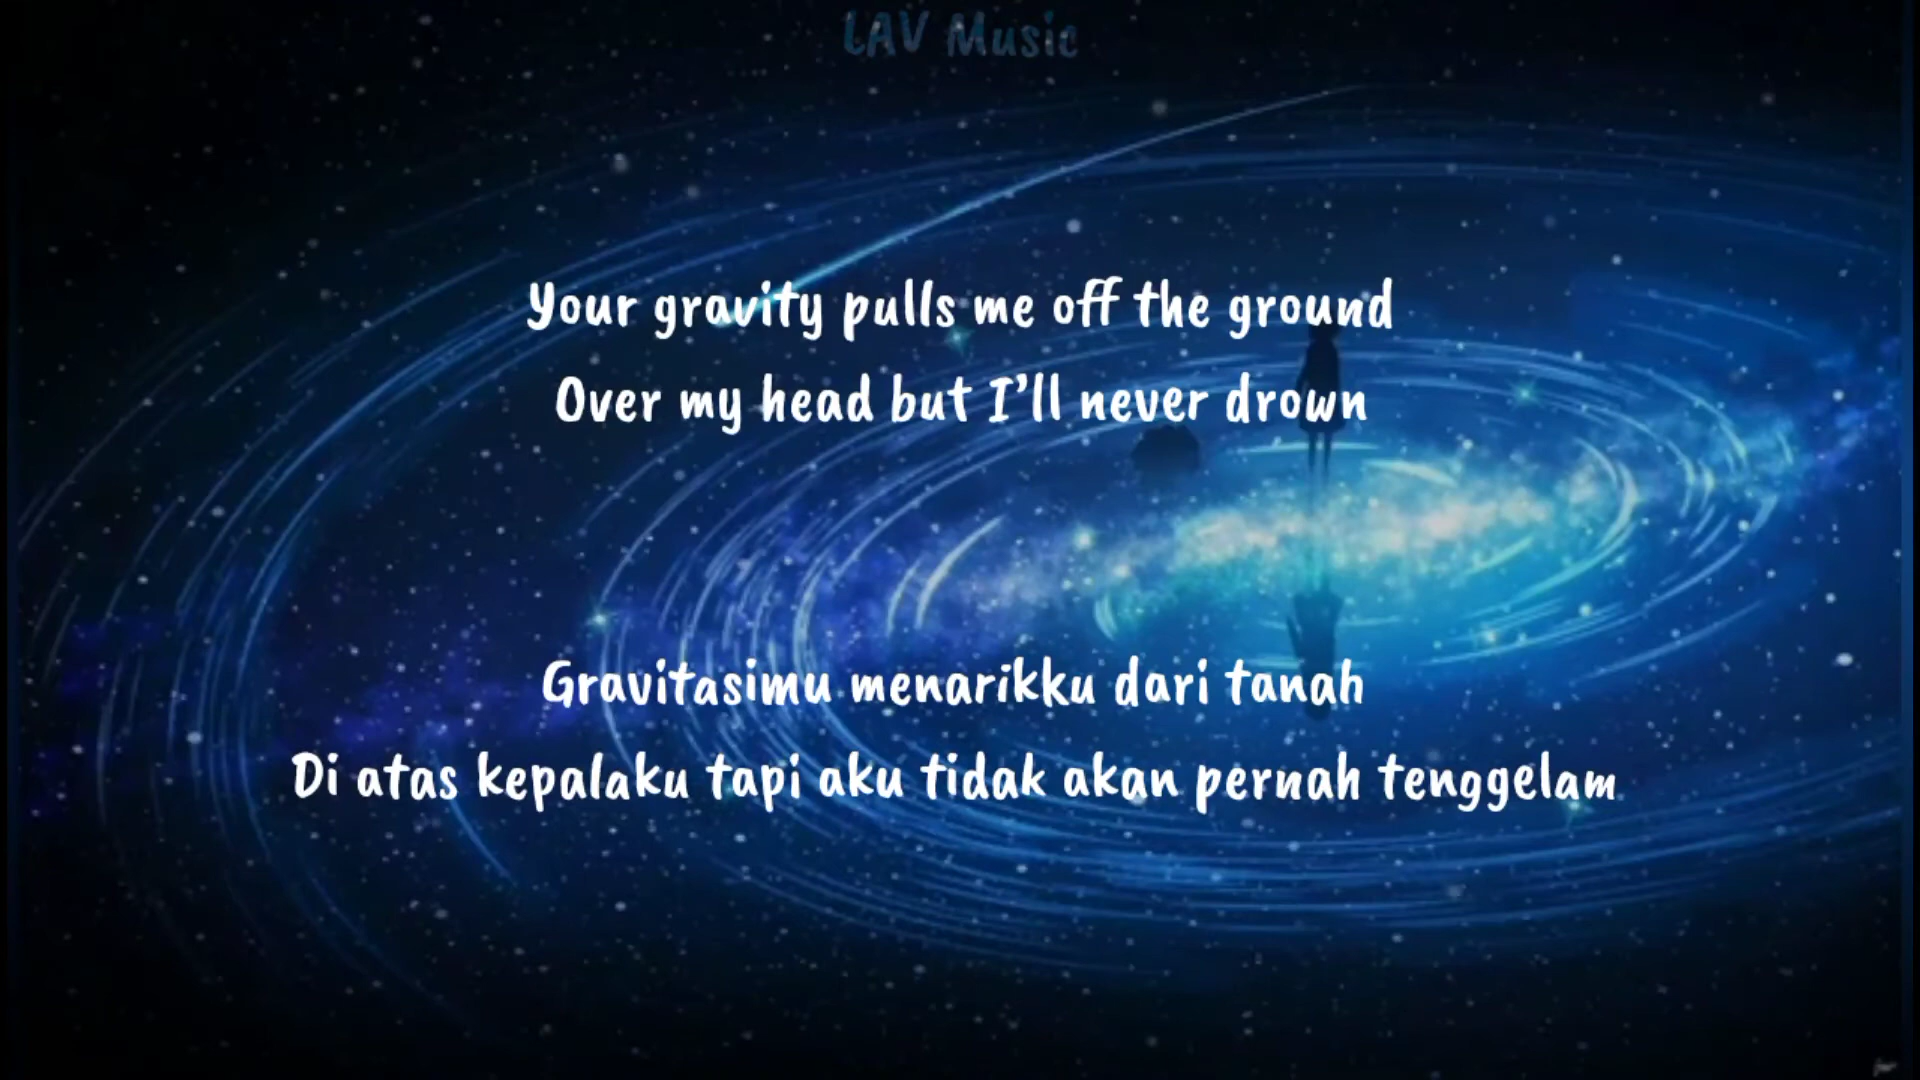 LAV Music
Your gravity pulls me off the ground
Over my head but I'll never drown
Gravitasimu menarikku dari tanah
Di atas kepalaku tapi aku tidak akan pernah tenggelam